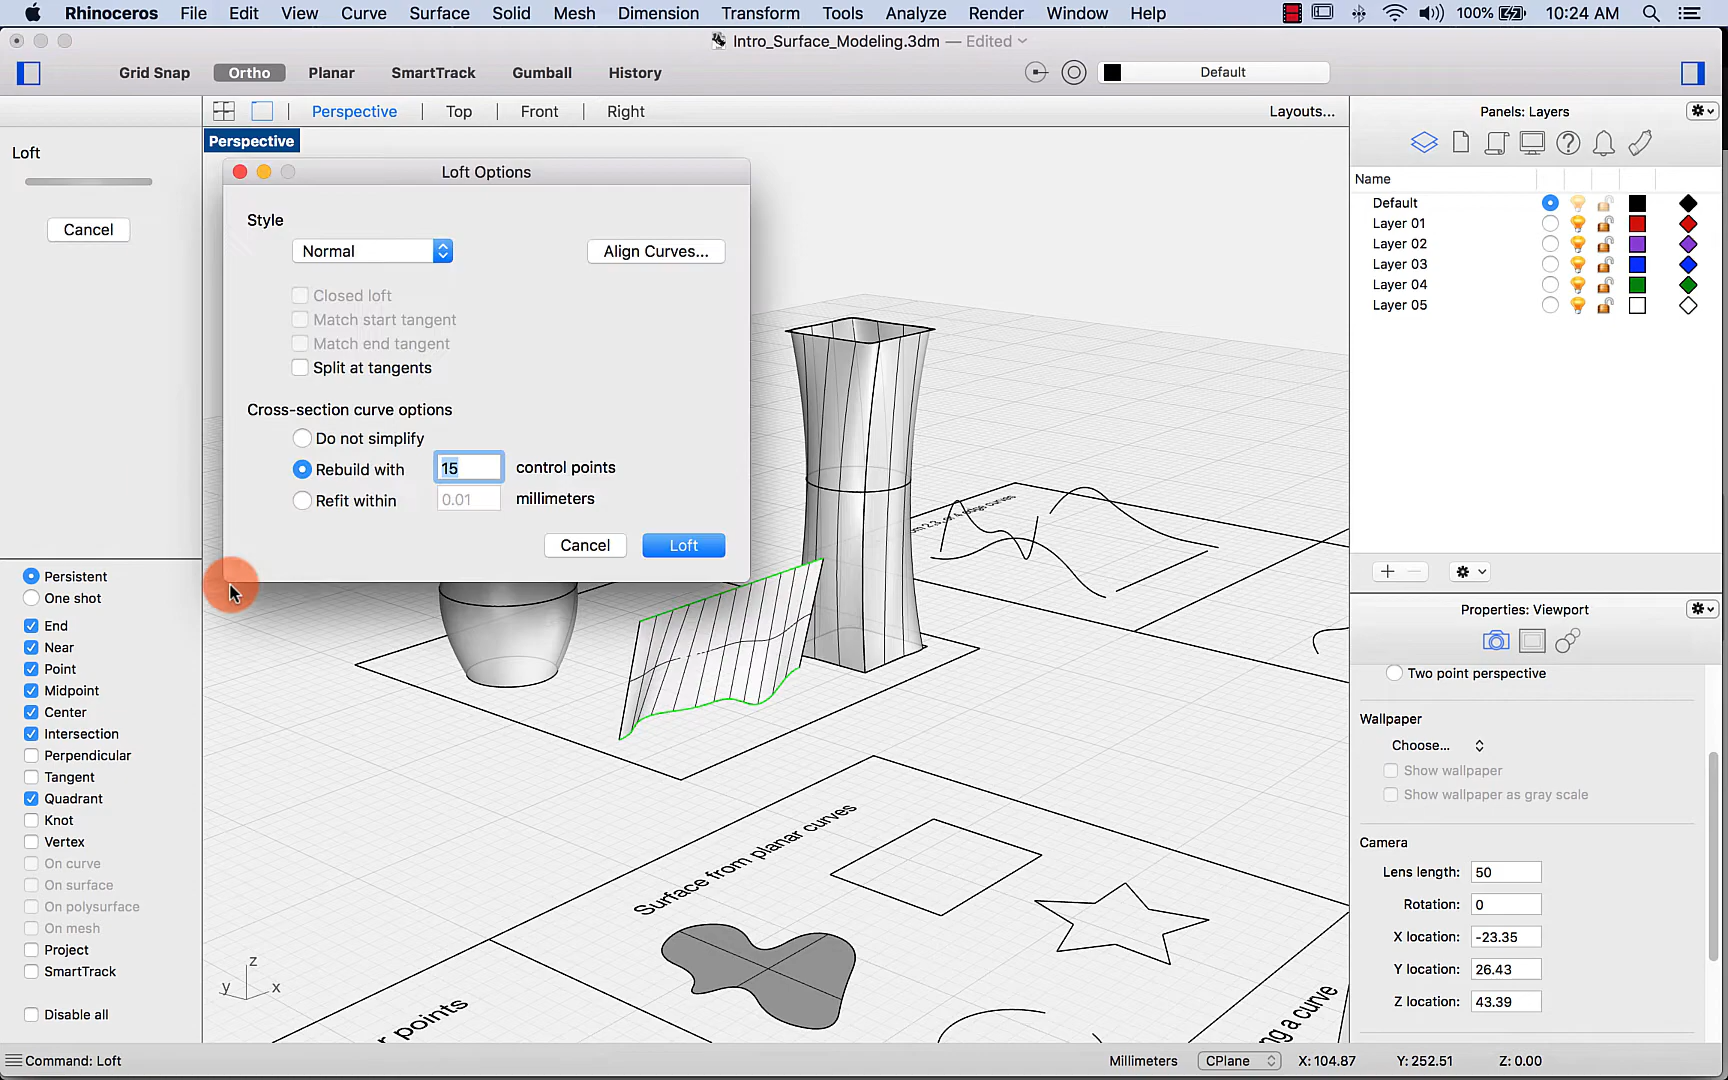 Rhinoceros File Edit View Curve Surface Solid Mesh Dimension Transform Tools Analyze Render Window Help 100% 10:24 AM
Intro_Surface_Modeling.3dm — Edited
Grid Snap Ortho Planar SmartTrack Gumball History Default
Perspective Top Front Right Layouts...
Panels: Layers
Perspective
Loft
Cancel
Loft Options
Style
Normal Align Curves...
Closed loft
Match start tangent
Match end tangent
Split at tangents
Cross-section curve options
Do not simplify
Rebuild with 15 control points
Refit within 0.01 millimeters
Cancel Loft
Name
Default
Layer 01
Layer 02
Layer 03
Layer 04
Layer 05
Persistent
One shot
End
Near
Point
Midpoint
Center
Intersection
Perpendicular
Tangent
Quadrant
Knot
Vertex
On curve
On surface
On polysurface
On mesh
Project
SmartTrack
Disable all
edge curves
Surface from planar curves
points
ng a curve
z
y x
Properties: Viewport
Two point perspective
Wallpaper
Choose...
Show wallpaper
Show wallpaper as gray scale
Camera
Lens length: 50
Rotation: 0
X location: -23.35
Y location: 26.43
Z location: 43.39
Command: Loft Millimeters CPlane X: 104.87 Y: 252.51 Z: 0.00